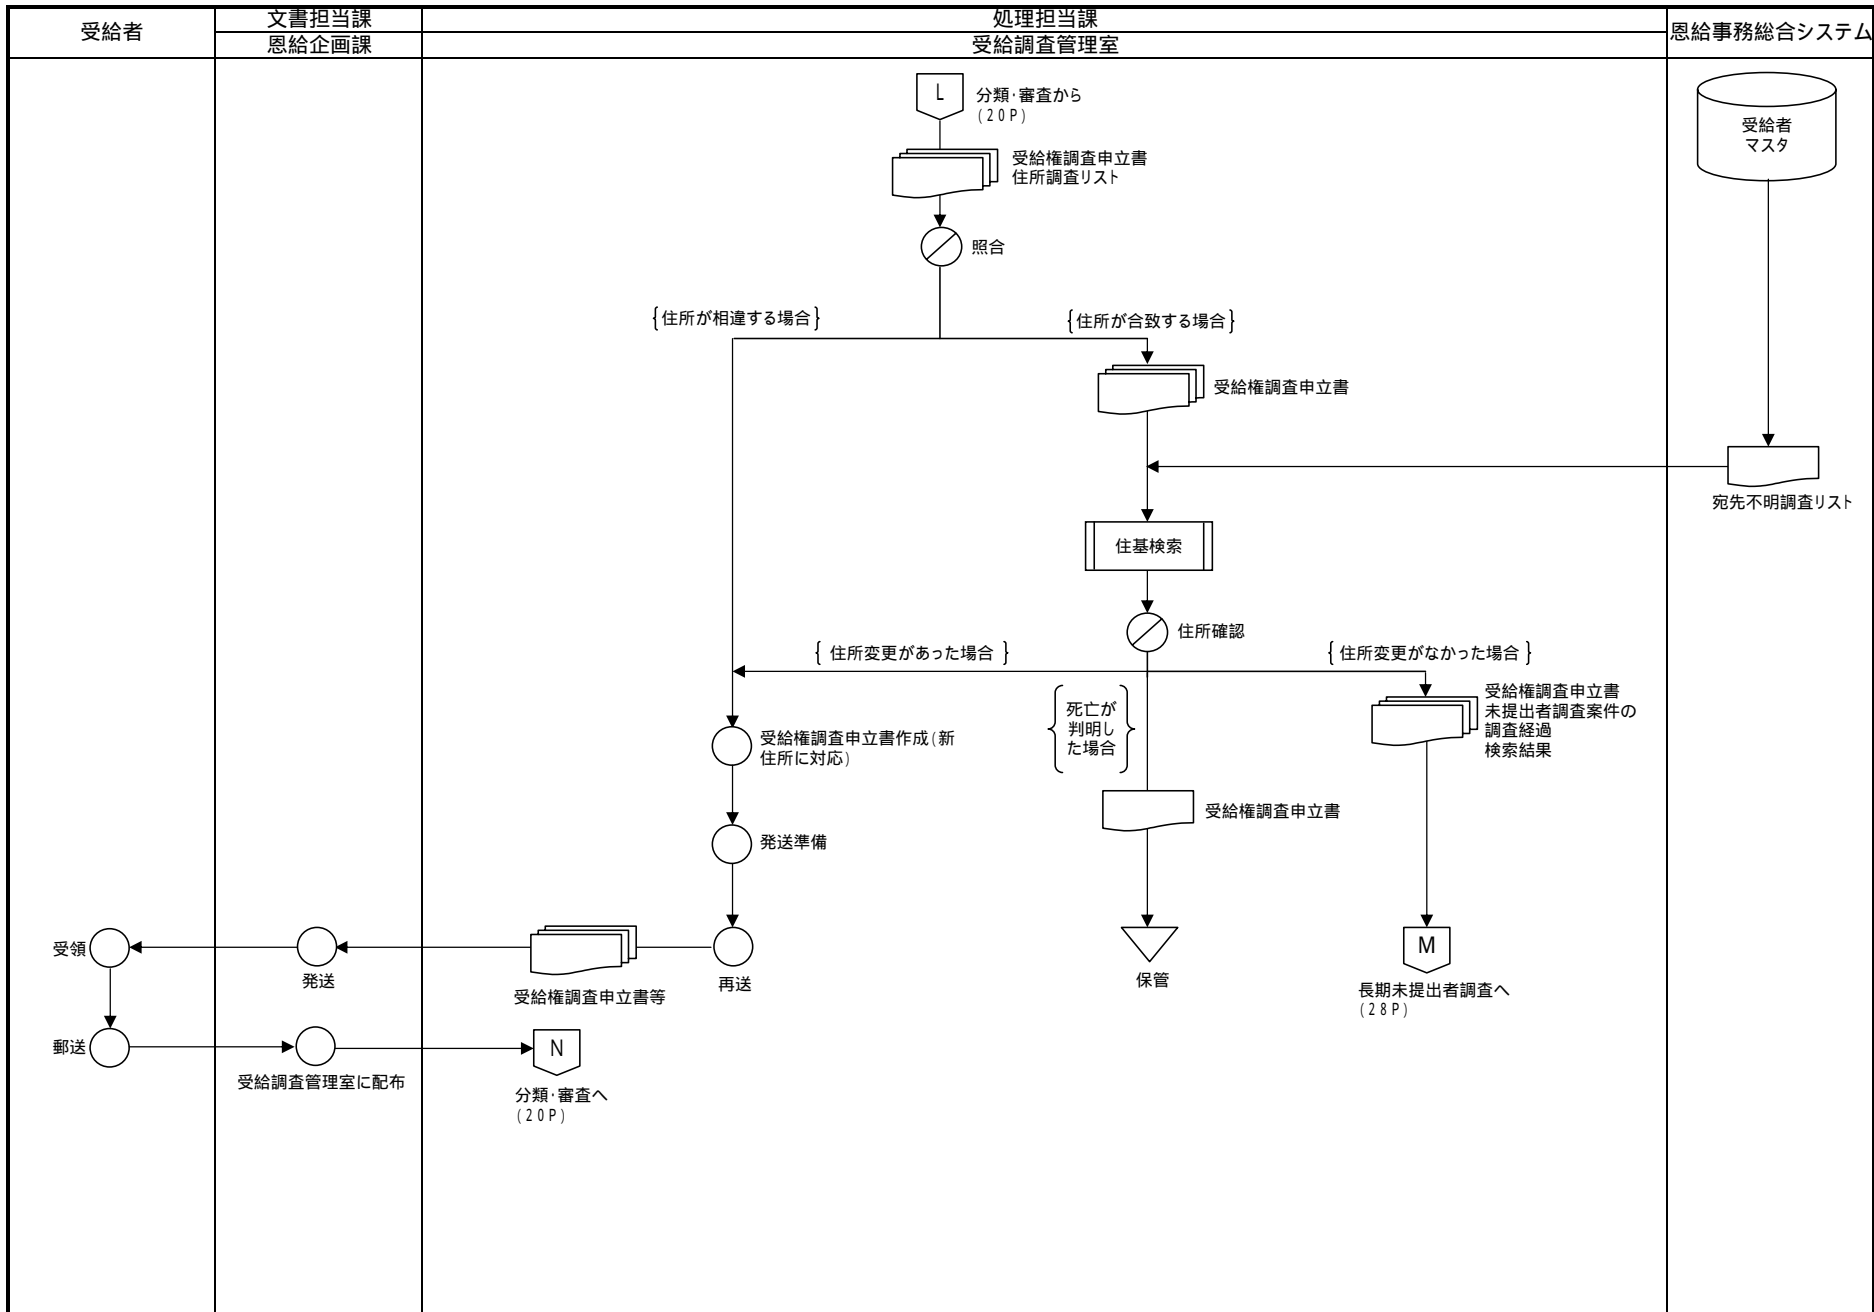 受給者
文書担当課
恩給企画課
処理担当課
受給調査管理室
恩給事務総合システム
L
分類・審査から
(20P)
受給者
マスタ
受給権調査申立書
住所調査リスト
照合
{住所が相違する場合}
{住所が合致する場合}
受給権調査申立書
宛先不明調査リスト
住基検索
住所確認
{ 住所変更があった場合 }
{ 住所変更がなかった場合 }
死亡が
判明し
た場合
受給権調査申立書
未提出者調査案件の
調査経過
検索結果
受給権調査申立書作成(新
住所に対応)
受給権調査申立書
発送準備
受領
発送
受給権調査申立書等
再送
保管
M
長期未提出者調査へ
(28P)
郵送
受給調査管理室に配布
N
分類・審査へ
(20P)